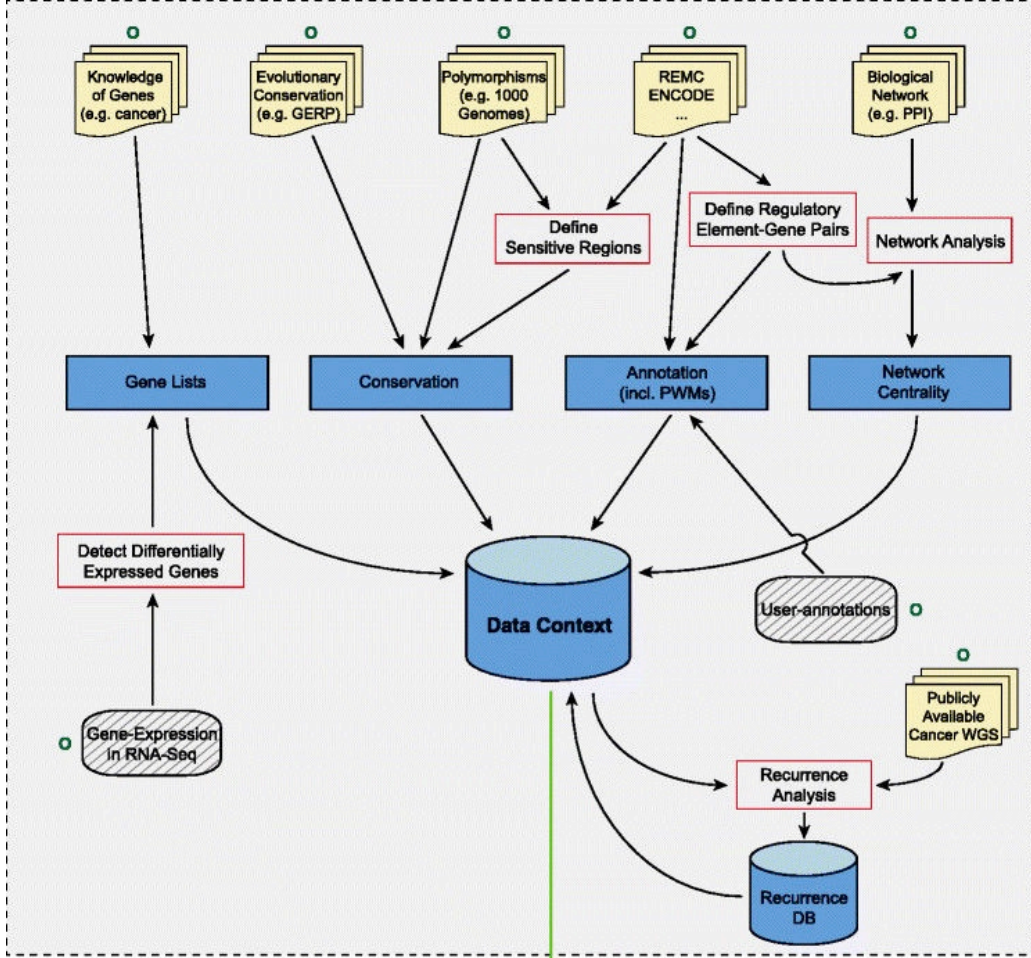 o
o
o
o
o
Knowledge
of Genes
(e.g. cancer)
Evolutionary
Conservation
(e.g. GERP)
Polymorphisms
(e.g. 1000
Genomes)
REMC
ENCODE
...
Biological
Network
(e.g. PPI)
Define
Sensitive Regions
Define Regulatory
Element-Gene Pairs
Network Analysis
Gene Lists
Conservation
Annotation
(incl. PWMs)
Network
Centrality
Detect Differentially
Expressed Genes
Data Context
User-annotations
o
o
Gene-Expression
in RNA-Seq
o
Publicly
Available
Cancer WGS
Recurrence
Analysis
Recurrence
DB